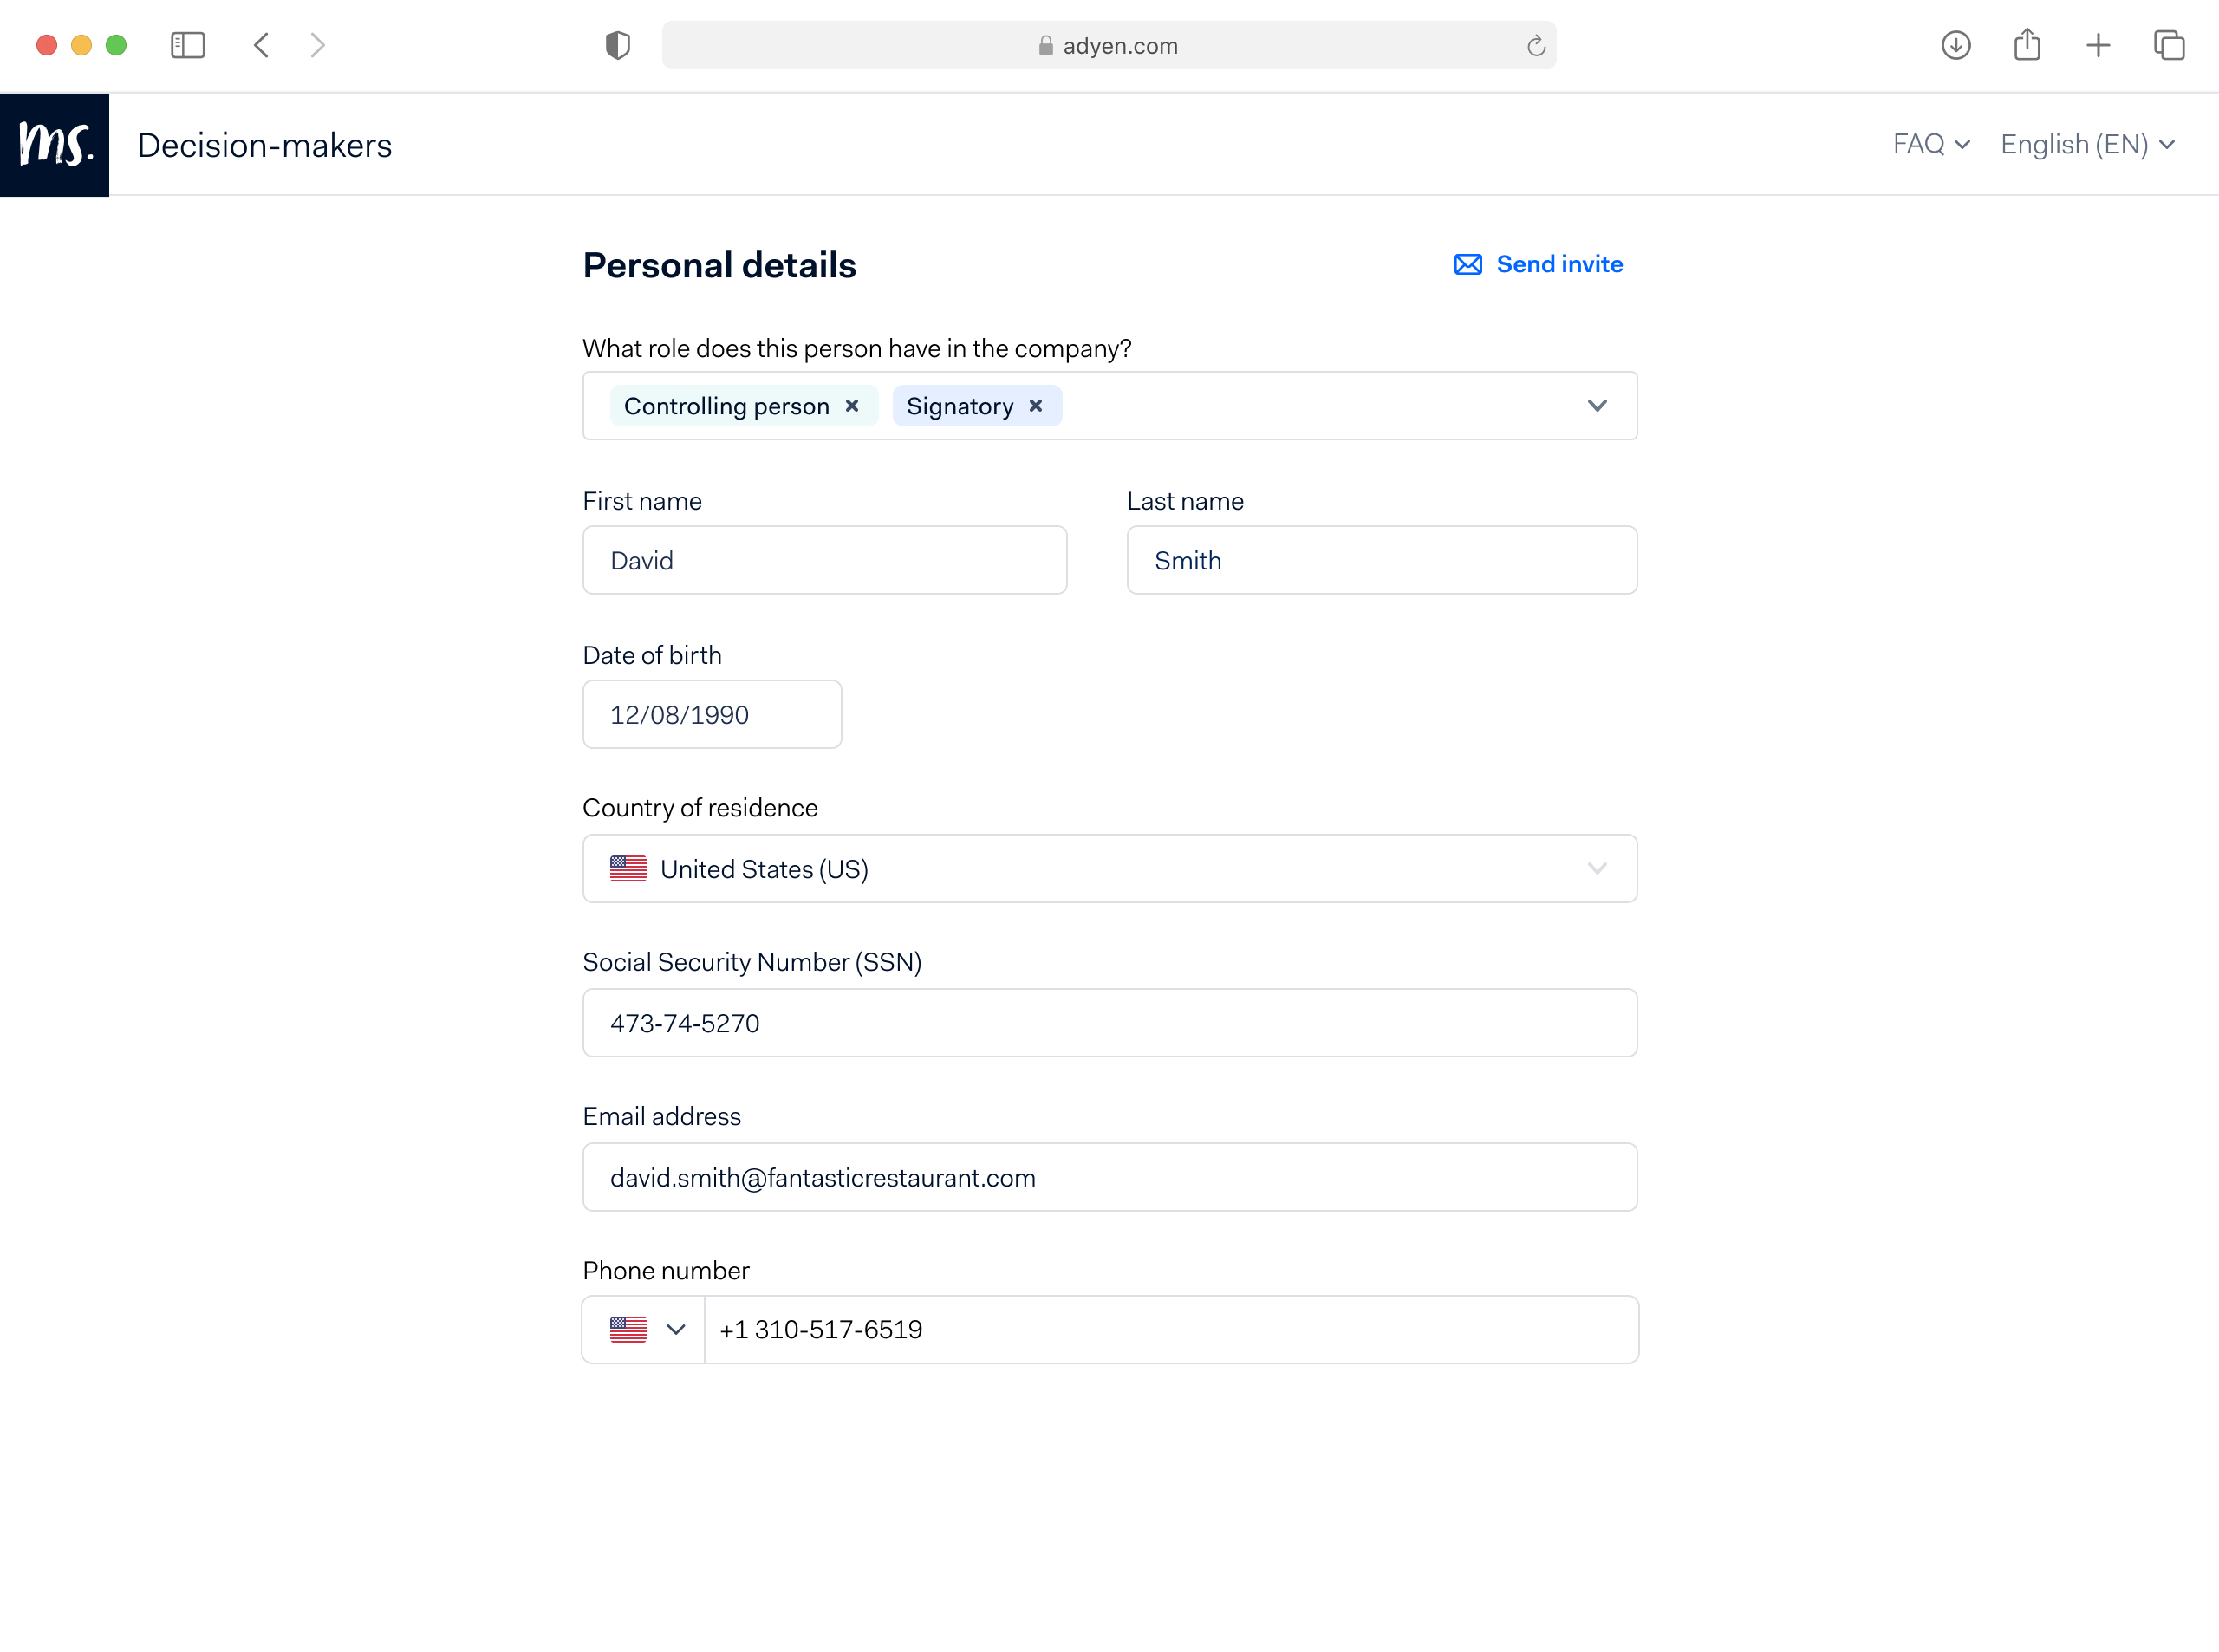 adyen.com
ms.
Decision-makers
FAQ
English (EN)
Personal details
Send invite
What role does this person have in the company?
Controlling person
Signatory
First name
Last name
David
Smith
Date of birth
12/08/1990
Country of residence
United States (US)
Social Security Number (SSN)
473-74-5270
Email address
david.smith@fantasticrestaurant.com
Phone number
+1 310-517-6519